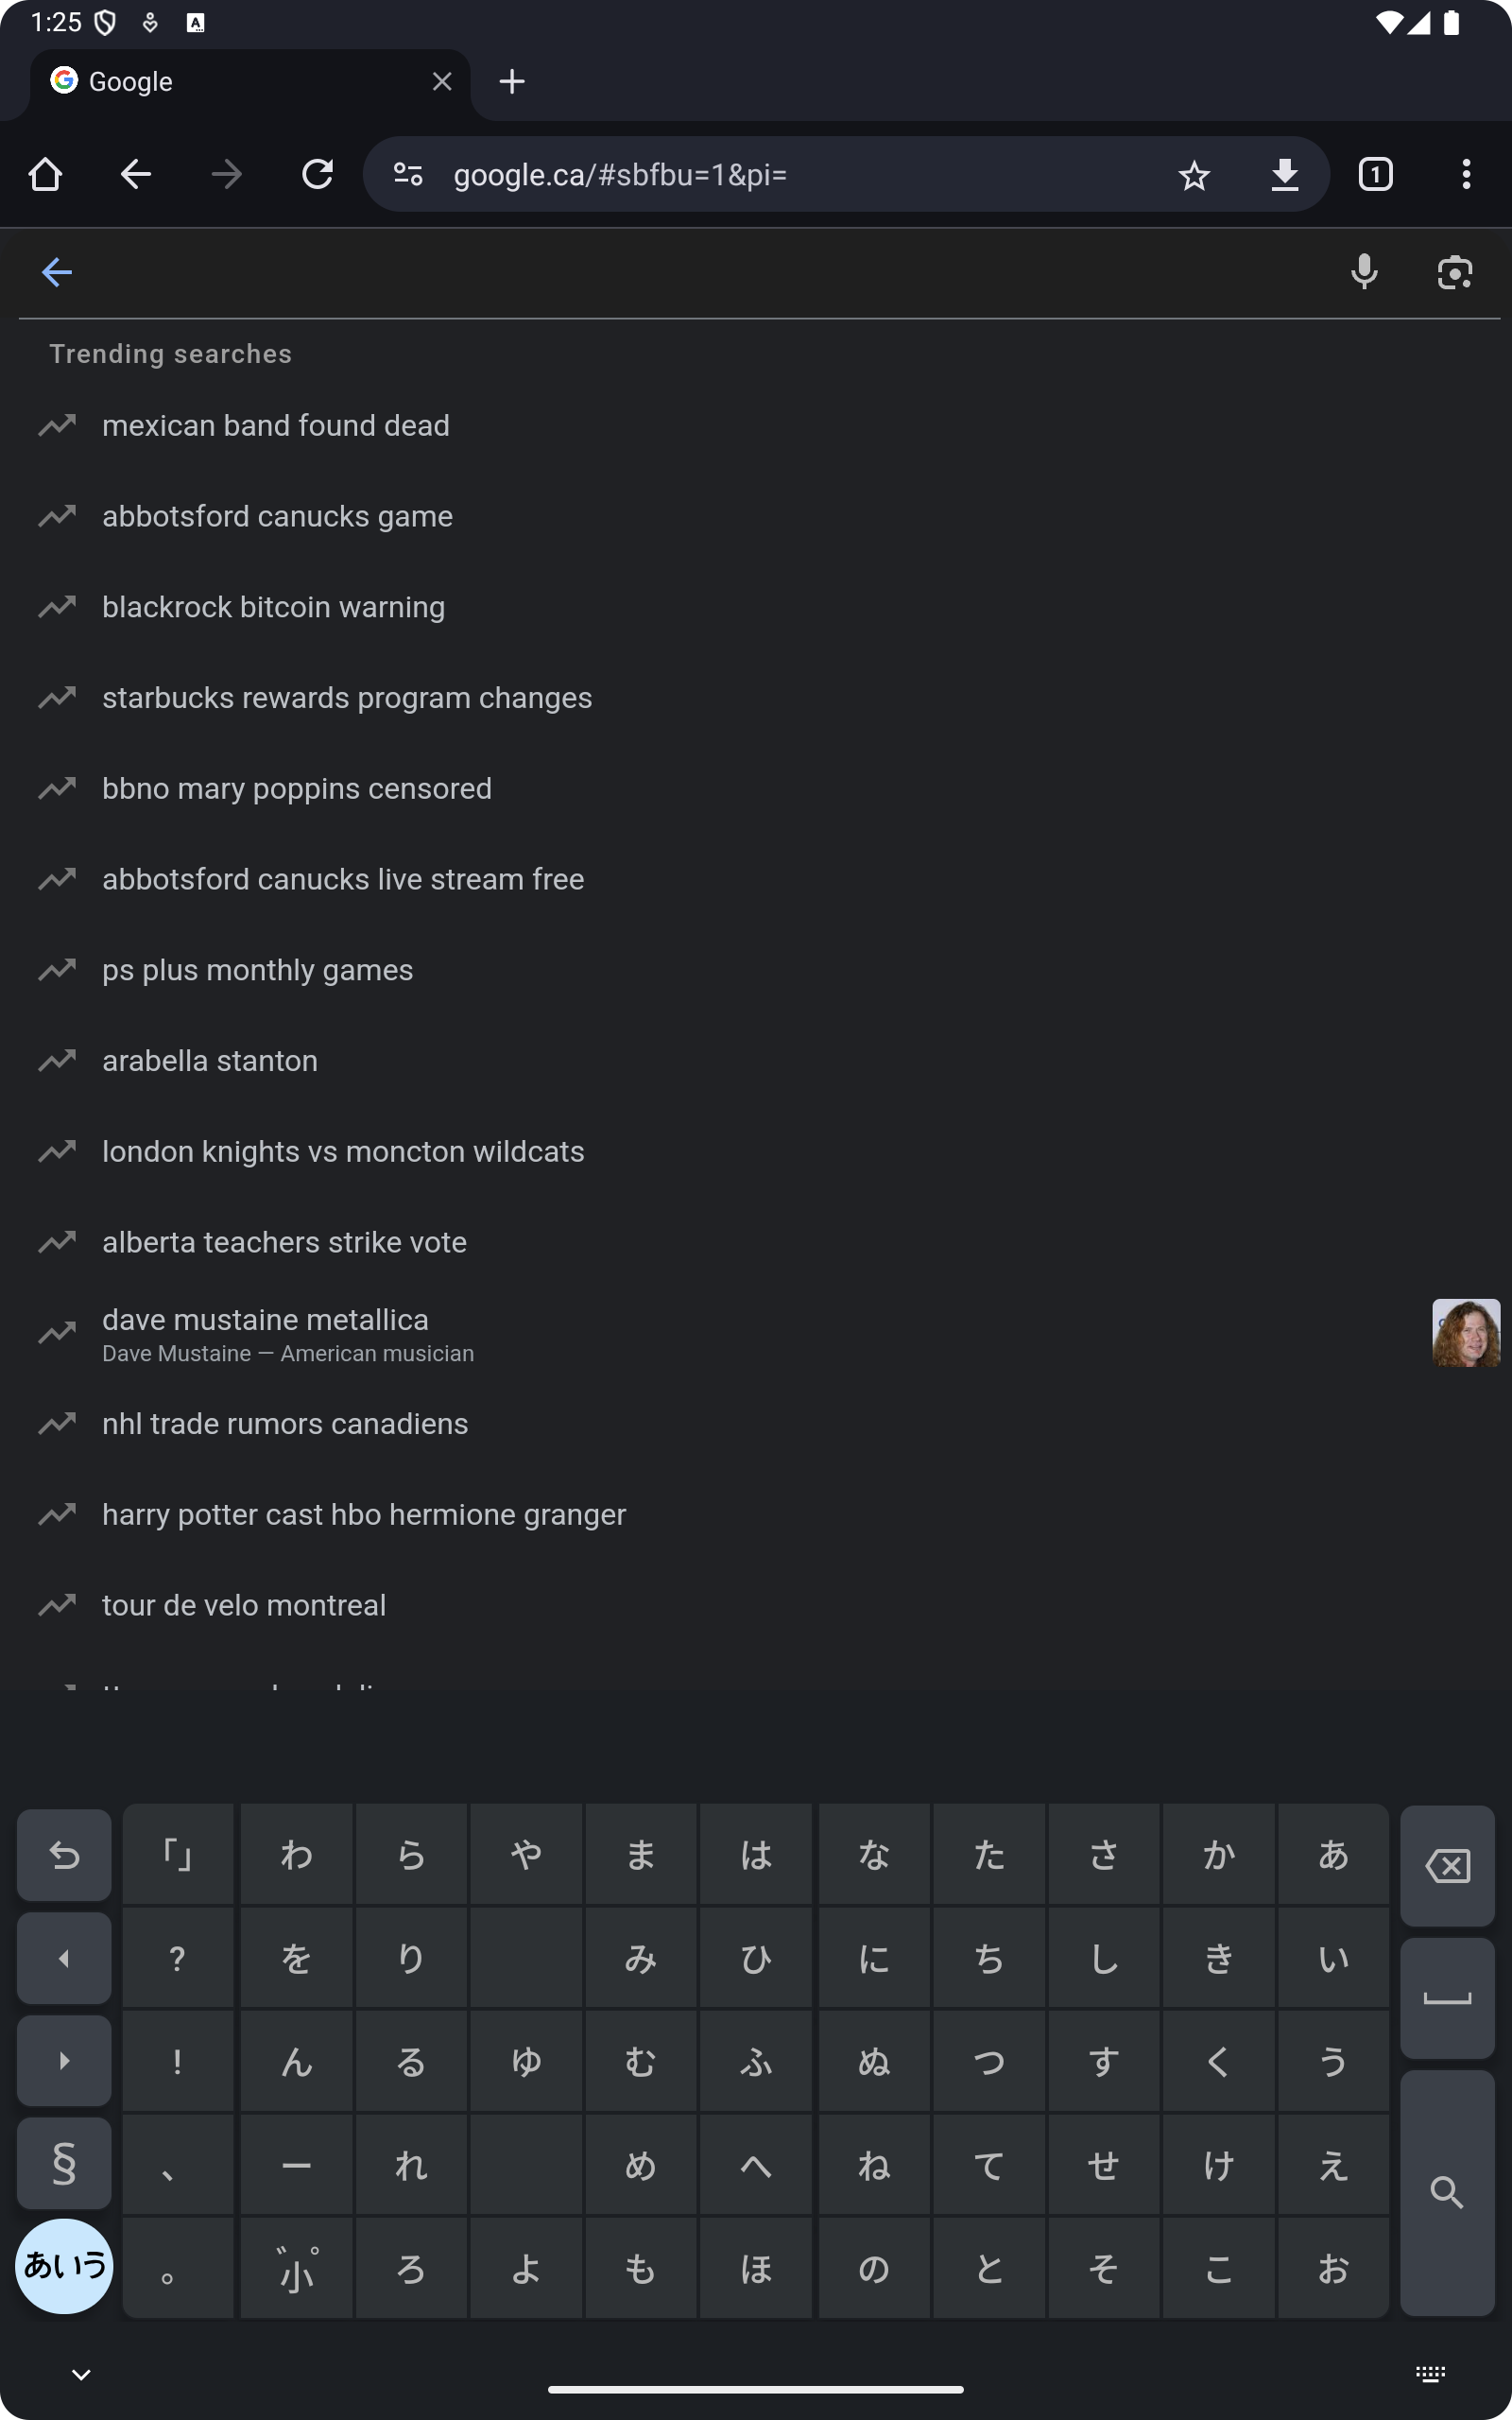 1:25
Google
google.ca/#sbfbu=1&pi=
1
Trending searches
mexican band found dead
abbotsford canucks game
blackrock bitcoin warning
starbucks rewards program changes
bbno mary poppins censored
abbotsford canucks live stream free
ps plus monthly games
arabella stanton
london knights vs moncton wildcats
alberta teachers strike vote
dave mustaine metallica
Dave Mustaine — American musician
nhl trade rumors canadiens
harry potter cast hbo hermione granger
tour de velo montreal
「」 わ ら や ま は な た さ か あ
? を り み ひ に ち し き い
! ん る ゆ む ふ ぬ つ す く う
§ 、 ー れ め へ ね て せ け え
あいう 。 ゛゜小 ろ よ も ほ の と そ こ お